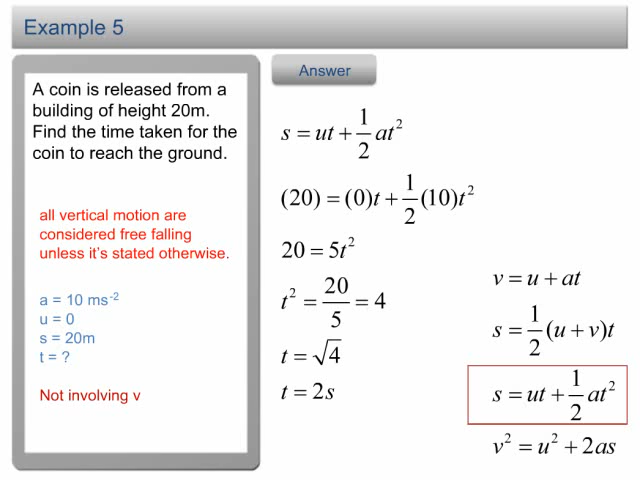 Example 5
A coin is released from a
building of height 20m.
Find the time taken for the
coin to reach the ground.
all vertical motion are
considered free falling
unless it's stated otherwise.
a = 10 ms⁻²
u = 0
s = 20m
t = ?
Not involving v
Answer
s = ut + 1/2 at²
(20) = (0)t + 1/2 (10)t²
20 = 5t²
t² = 20/5 = 4
t = √4
t = 2s
v = u + at
s = 1/2 (u + v)t
s = ut + 1/2 at²
v² = u² + 2as